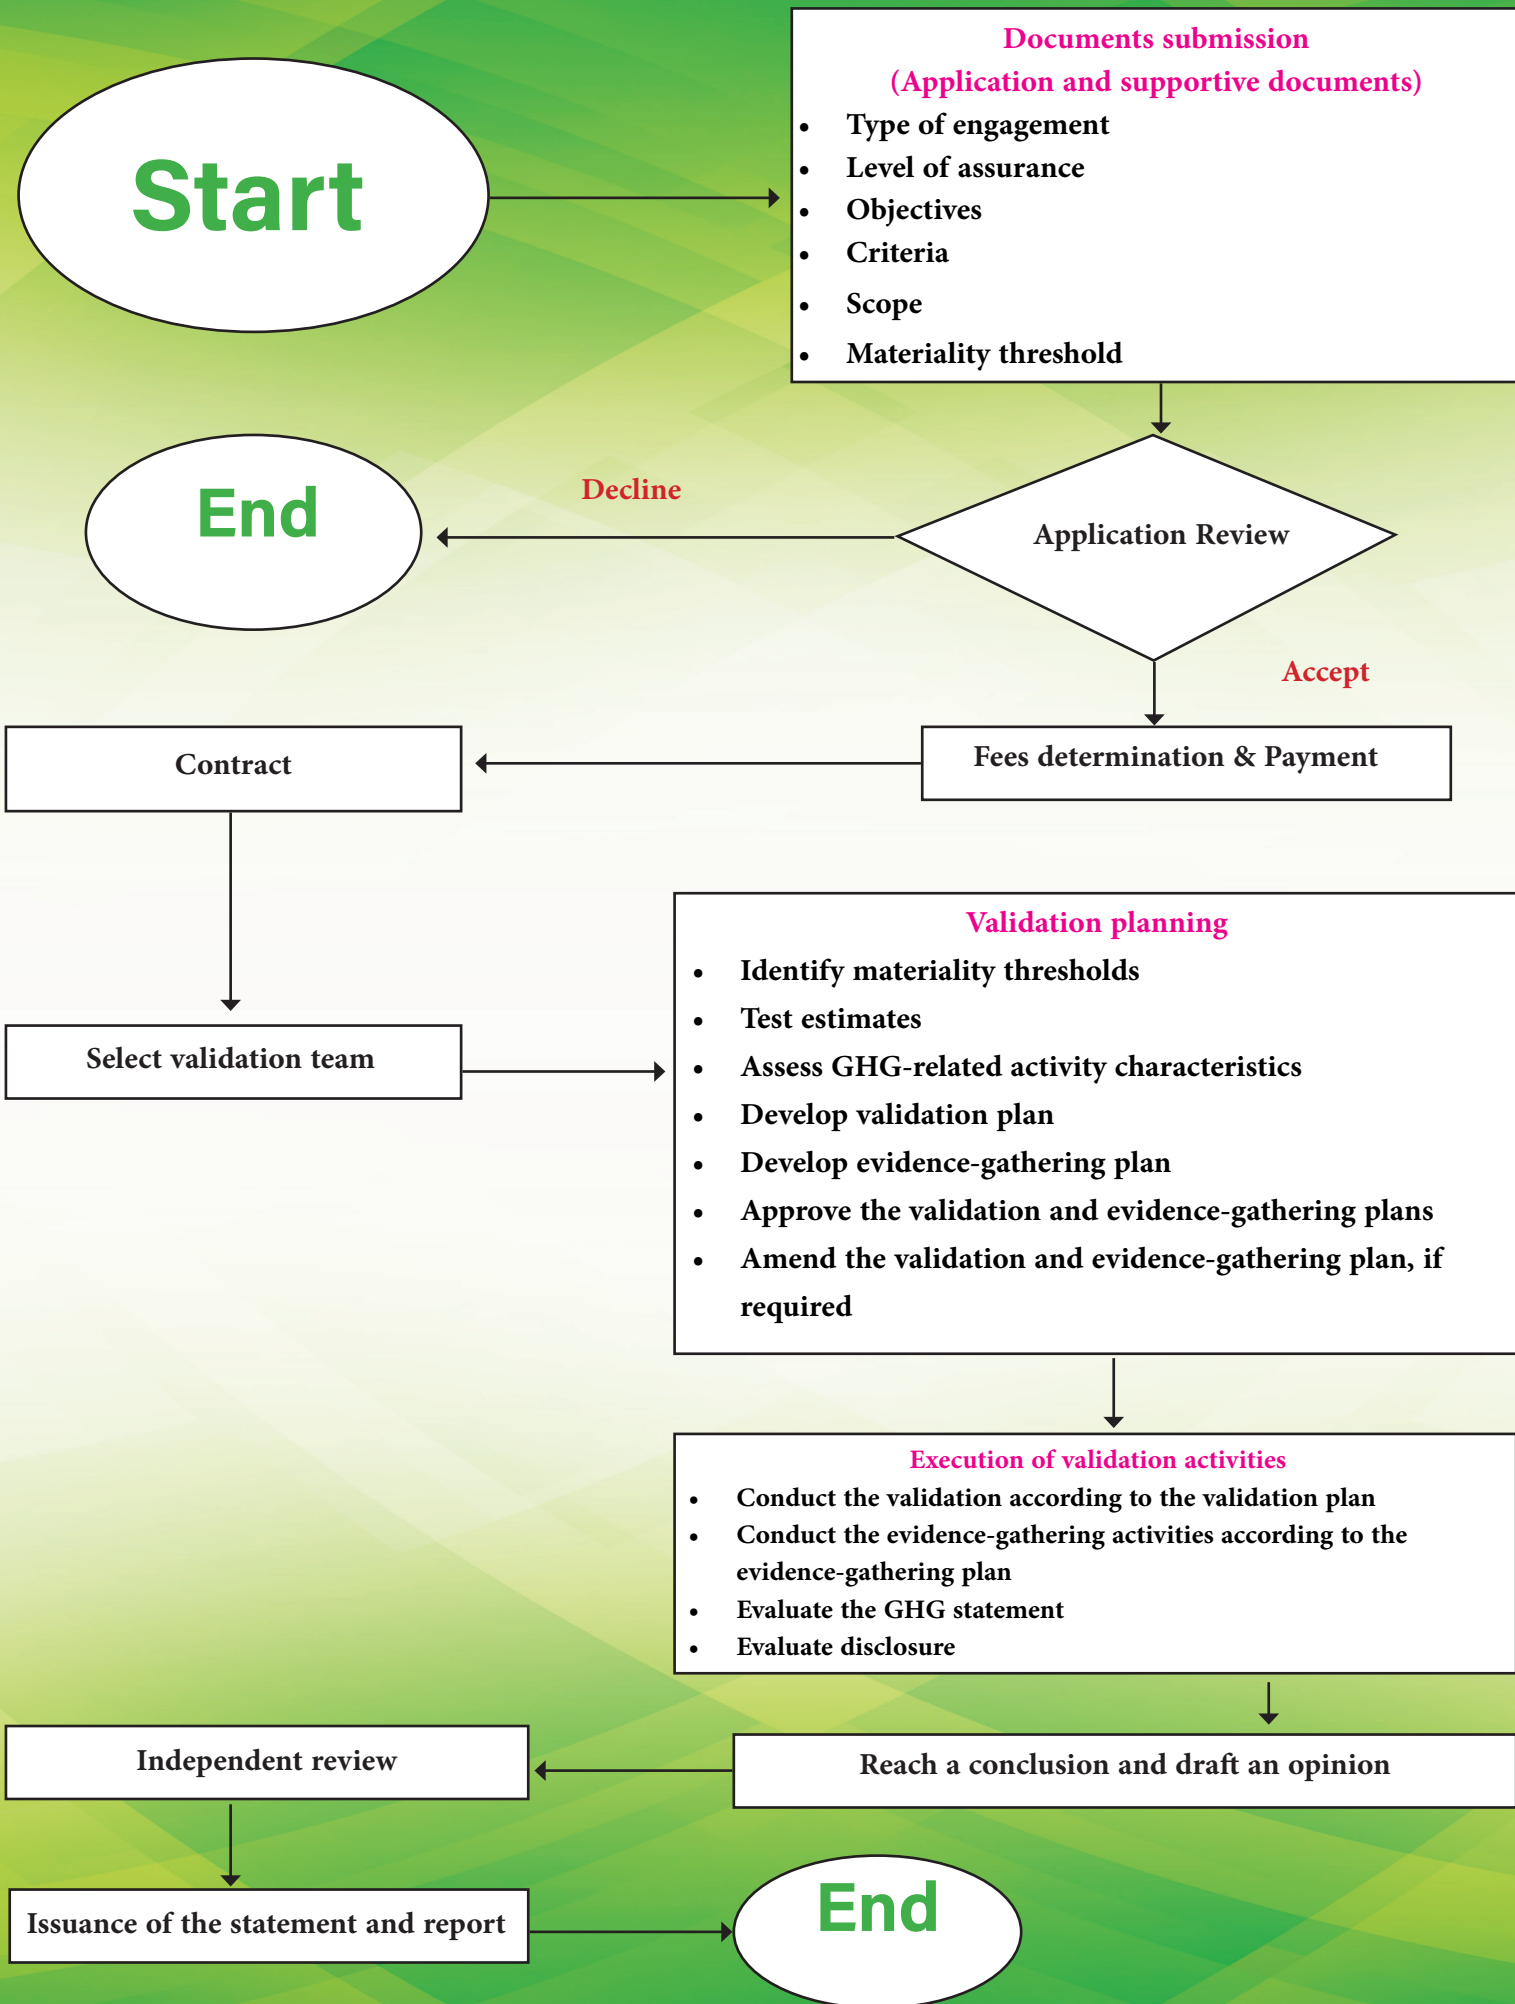 Start
Documents submission
(Application and supportive documents)
• Type of engagement
• Level of assurance
• Objectives
• Criteria
• Scope
• Materiality threshold
End
Decline
Application Review
Accept
Contract
Fees determination & Payment
Validation planning
• Identify materiality thresholds
• Test estimates
• Assess GHG-related activity characteristics
• Develop validation plan
• Develop evidence-gathering plan
• Approve the validation and evidence-gathering plans
• Amend the validation and evidence-gathering plan, if
required
Select validation team
Execution of validation activities
• Conduct the validation according to the validation plan
• Conduct the evidence-gathering activities according to the
evidence-gathering plan
• Evaluate the GHG statement
• Evaluate disclosure
Independent review
Reach a conclusion and draft an opinion
Issuance of the statement and report
End